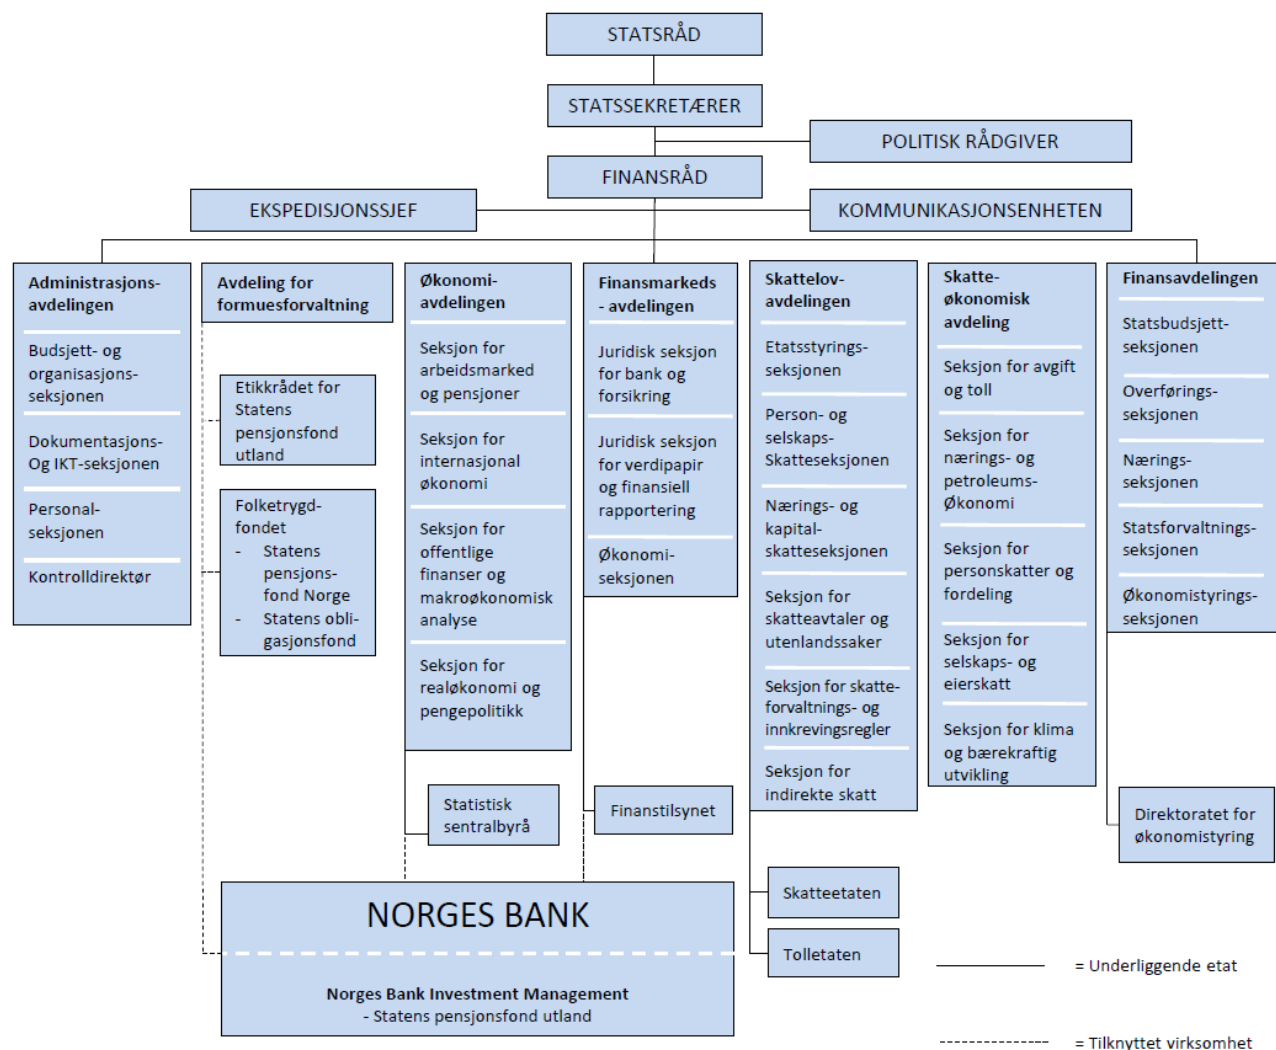 STATSRÅD
STATSSEKRETÆRER
POLITISK RÅDGIVER
FINANSRÅD
EKSPEDISJONSSJEF
KOMMUNIKASJONSENHETEN
Administrasjons-
avdelingen
Budsjett- og
organisasjons-
seksjonen
Dokumentasjons-
Og IKT-seksjonen
Personal-
seksjonen
Kontrolldirektør
Avdeling for
formuesforvaltning
Etikkrådet for
Statens
pensjonsfond
utland
Folketrygd-
fondet
- Statens
pensjons-
fond Norge
- Statens obli-
gasjonsfond
Økonomi-
avdelingen
Seksjon for
arbeidsmarked
og pensjoner
Seksjon for
internasjonal
økonomi
Seksjon for
offentlige
finanser og
makroøkonomisk
analyse
Seksjon for
realøkonomi og
pengepolitikk
Statistisk
sentralbyrå
Finansmarkeds
- avdelingen
Juridisk seksjon
for bank og
forsikring
Juridisk seksjon
for verdipapir
og finansiell
rapportering
Økonomi-
seksjonen
Finanstilsynet
Skattelov-
avdelingen
Etatsstyrings-
seksjonen
Person- og
selskaps-
Skatteseksjonen
Nærings- og
kapital-
skatteseksjonen
Seksjon for
skatteavtaler og
utenlandssaker
Seksjon for skatte-
forvaltnings- og
innkrevingsregler
Seksjon for
indirekte skatt
Skatteetaten
Tolletaten
Skatte-
økonomisk
avdeling
Seksjon for avgift
og toll
Seksjon for
nærings- og
petroleums-
Økonomi
Seksjon for
personskatter og
fordeling
Seksjon for
selskaps- og
eierskatt
Seksjon for klima
og bærekraftig
utvikling
Finansavdelingen
Statsbudsjett-
seksjonen
Overførings-
seksjonen
Nærings-
seksjonen
Statsforvaltnings-
seksjonen
Økonomistyrings-
seksjonen
Direktoratet for
økonomistyring
NORGES BANK
Norges Bank Investment Management
- Statens pensjonsfond utland
= Underliggende etat
= Tilknyttet virksomhet